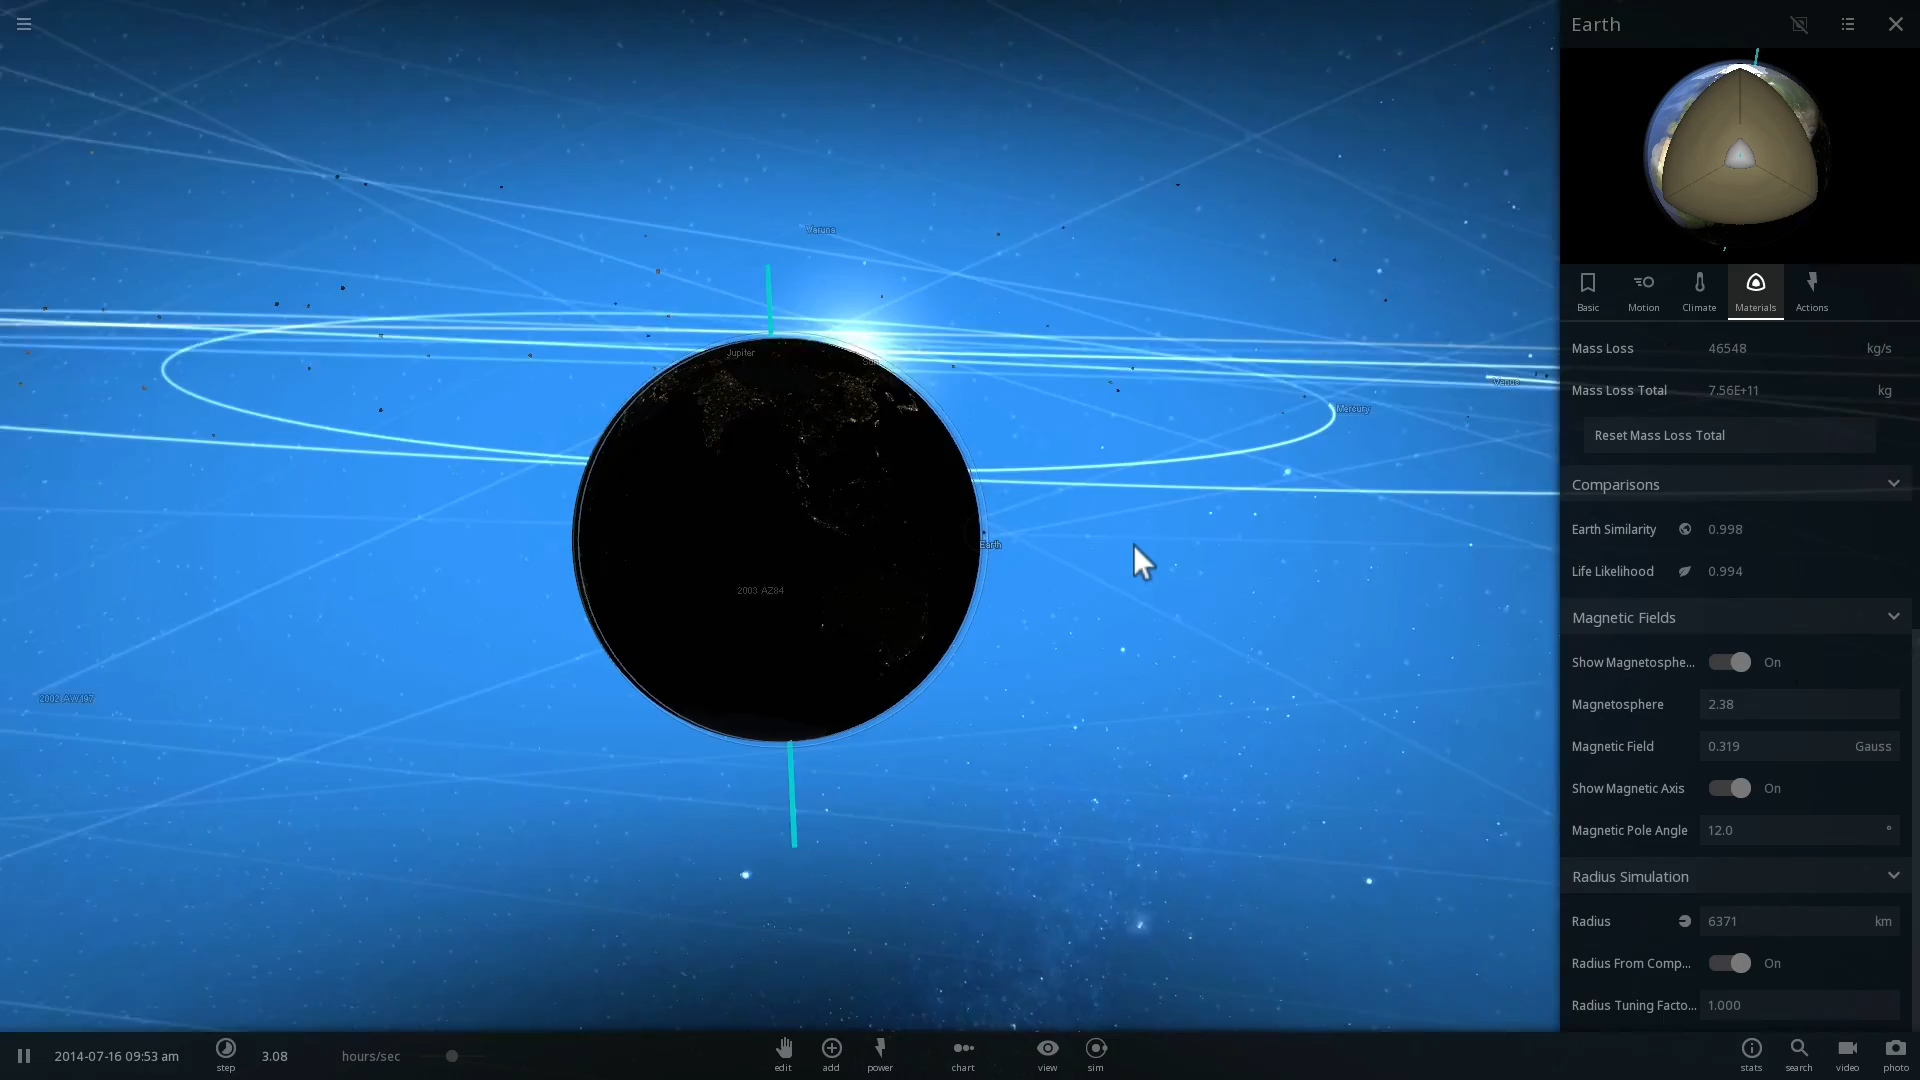 Earth
Basic
Motion
Climate
Materials
Actions
Mass Loss 46548 kg/s
Mass Loss Total 7.56E+11 kg
Reset Mass Loss Total
Comparisons
Earth Similarity 0.998
Life Likelihood 0.994
Magnetic Fields
Show Magnetosphe... On
Magnetosphere 2.38
Magnetic Field 0.319 Gauss
Show Magnetic Axis On
Magnetic Pole Angle 12.0 °
Radius Simulation
Radius 6371 km
Radius From Comp... On
Radius Tuning Facto... 1.000
Varuna
Jupiter
Venus
Mercury
Earth
2003 AZ84
2002 AW197
2014-07-16 09:53 am
step
3.08 hours/sec
edit
add
power
chart
view
sim
stats
search
video
photo